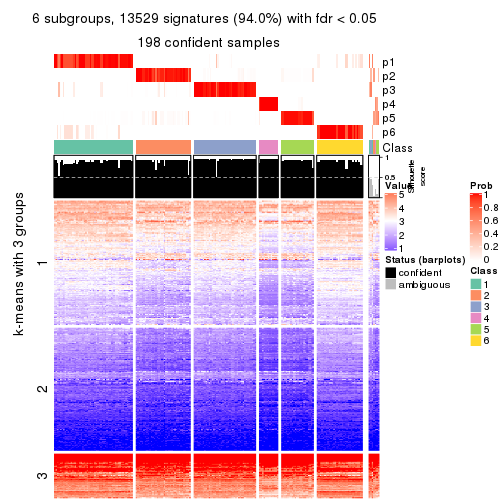 6 subgroups, 13529 signatures (94.0%) with fdr < 0.05
198 confident samples
p1
p2
p3
p4
p5
p6
Class
1
0.5
Silhouette
score
k-means with 3 groups
1
2
3
Value
5
4
3
2
1
Status (barplots)
confident
ambiguous
Prob
1
0.8
0.6
0.4
0.2
0
Class
1
2
3
4
5
6